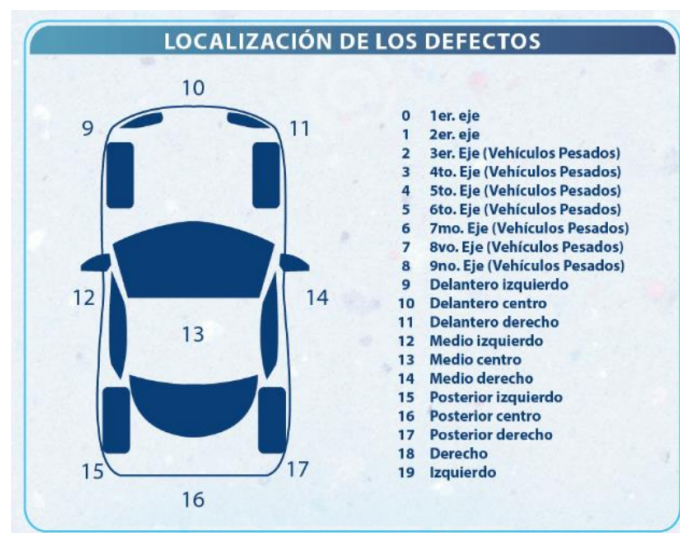 LOCALIZACIÓN DE LOS DEFECTOS
10
9
11
12
14
13
15
17
16
0 1er. eje
1 2er. eje
2 3er. Eje (Vehículos Pesados)
3 4to. Eje (Vehículos Pesados)
4 5to. Eje (Vehículos Pesados)
5 6to. Eje (Vehículos Pesados)
6 7mo. Eje (Vehículos Pesados)
7 8vo. Eje (Vehículos Pesados)
8 9no. Eje (Vehículos Pesados)
9 Delantero izquierdo
10 Delantero centro
11 Delantero derecho
12 Medio izquierdo
13 Medio centro
14 Medio derecho
15 Posterior izquierdo
16 Posterior centro
17 Posterior derecho
18 Derecho
19 Izquierdo